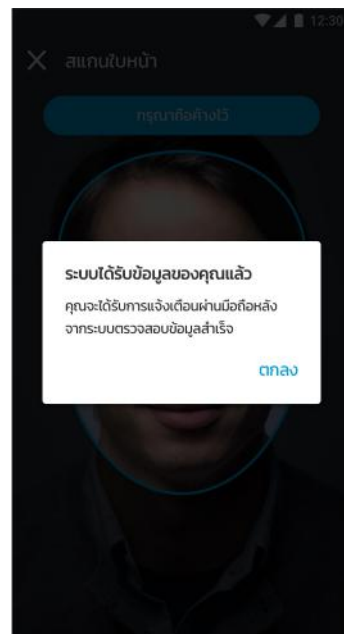 12:30
สแกนใบหน้า
กรุณาถือค้างไว้
ระบบได้รับข้อมูลของคุณแล้ว
คุณจะได้รับการแจ้งเตือนผ่านมือถือหลัง
จากระบบตรวจสอบข้อมูลสำเร็จ
ตกลง